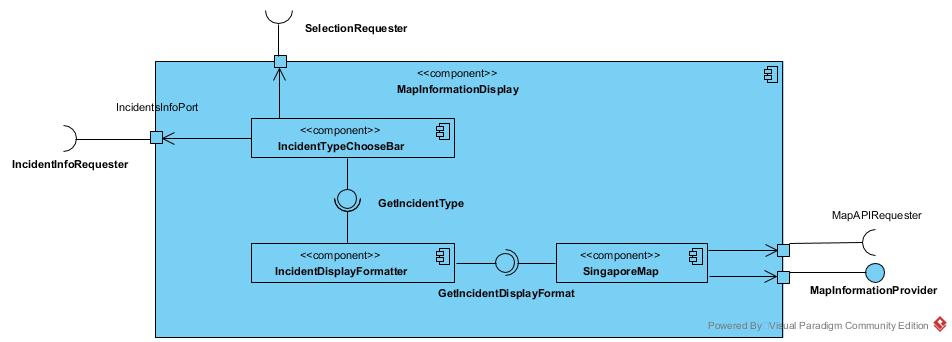 SelectionRequester
<<component>>
MapInformationDisplay
IncidentsInfoPort
<<component>>
IncidentTypeChooseBar
IncidentInfoRequester
GetIncidentType
MapAPIRequester
<<component>>
IncidentDisplayFormatter
<<component>>
SingaporeMap
GetIncidentDisplayFormat
MapInformationProvider
Powered By Visual Paradigm Community Edition